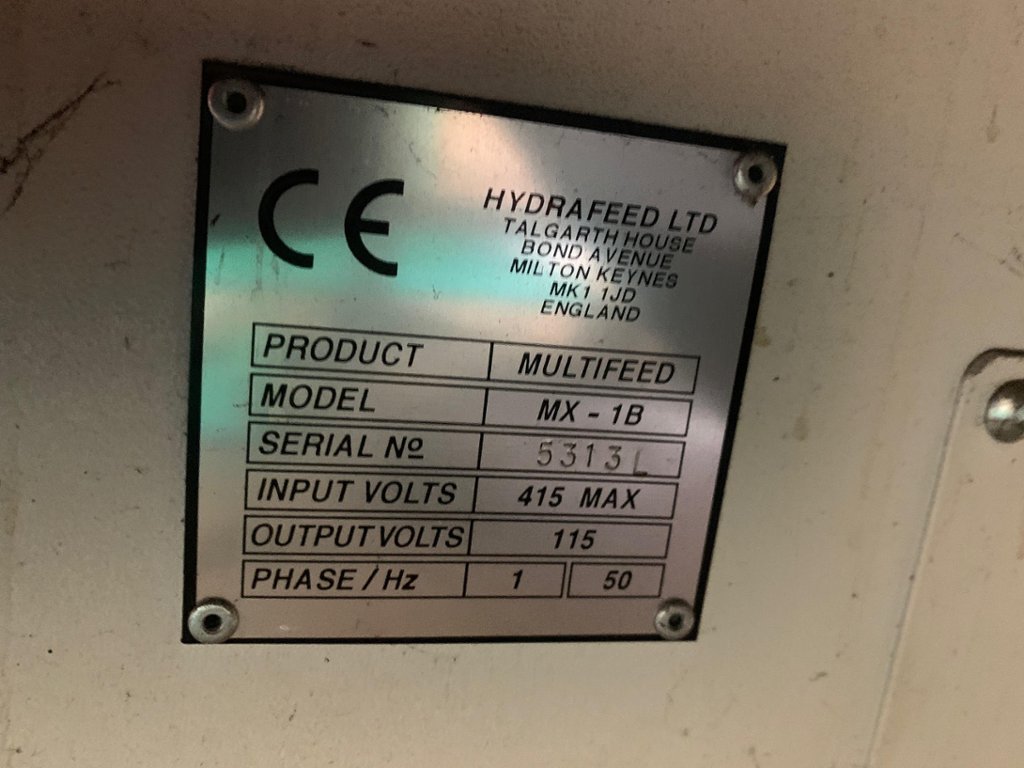 CE
HYDRAFEED LTD
TALGARTH HOUSE
BOND AVENUE
MILTON KEYNES
MK1 1JD
ENGLAND
PRODUCT MULTIFEED
MODEL MX - 1B
SERIAL Nº 5313L
INPUT VOLTS 415 MAX
OUTPUT VOLTS 115
PHASE / Hz 1 50